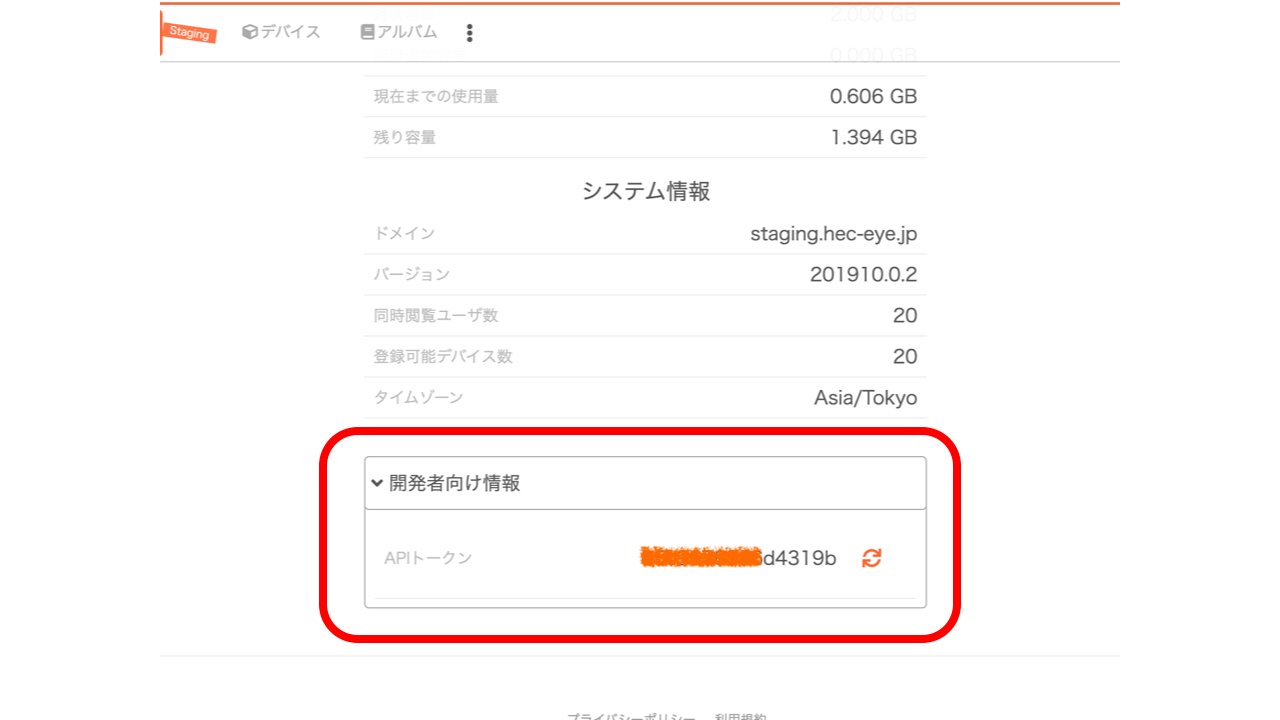 2.000 GB
Staging
デバイス
アルバム
0.000 GB
現在までの使用量
0.606 GB
残り容量
1.394 GB
システム情報
ドメイン
staging.hec-eye.jp
バージョン
201910.0.2
同時閲覧ユーザ数
20
登録可能デバイス数
20
タイムゾーン
Asia/Tokyo
開発者向け情報
APIトークン
d4319b
プライバシーポリシー
利用規約